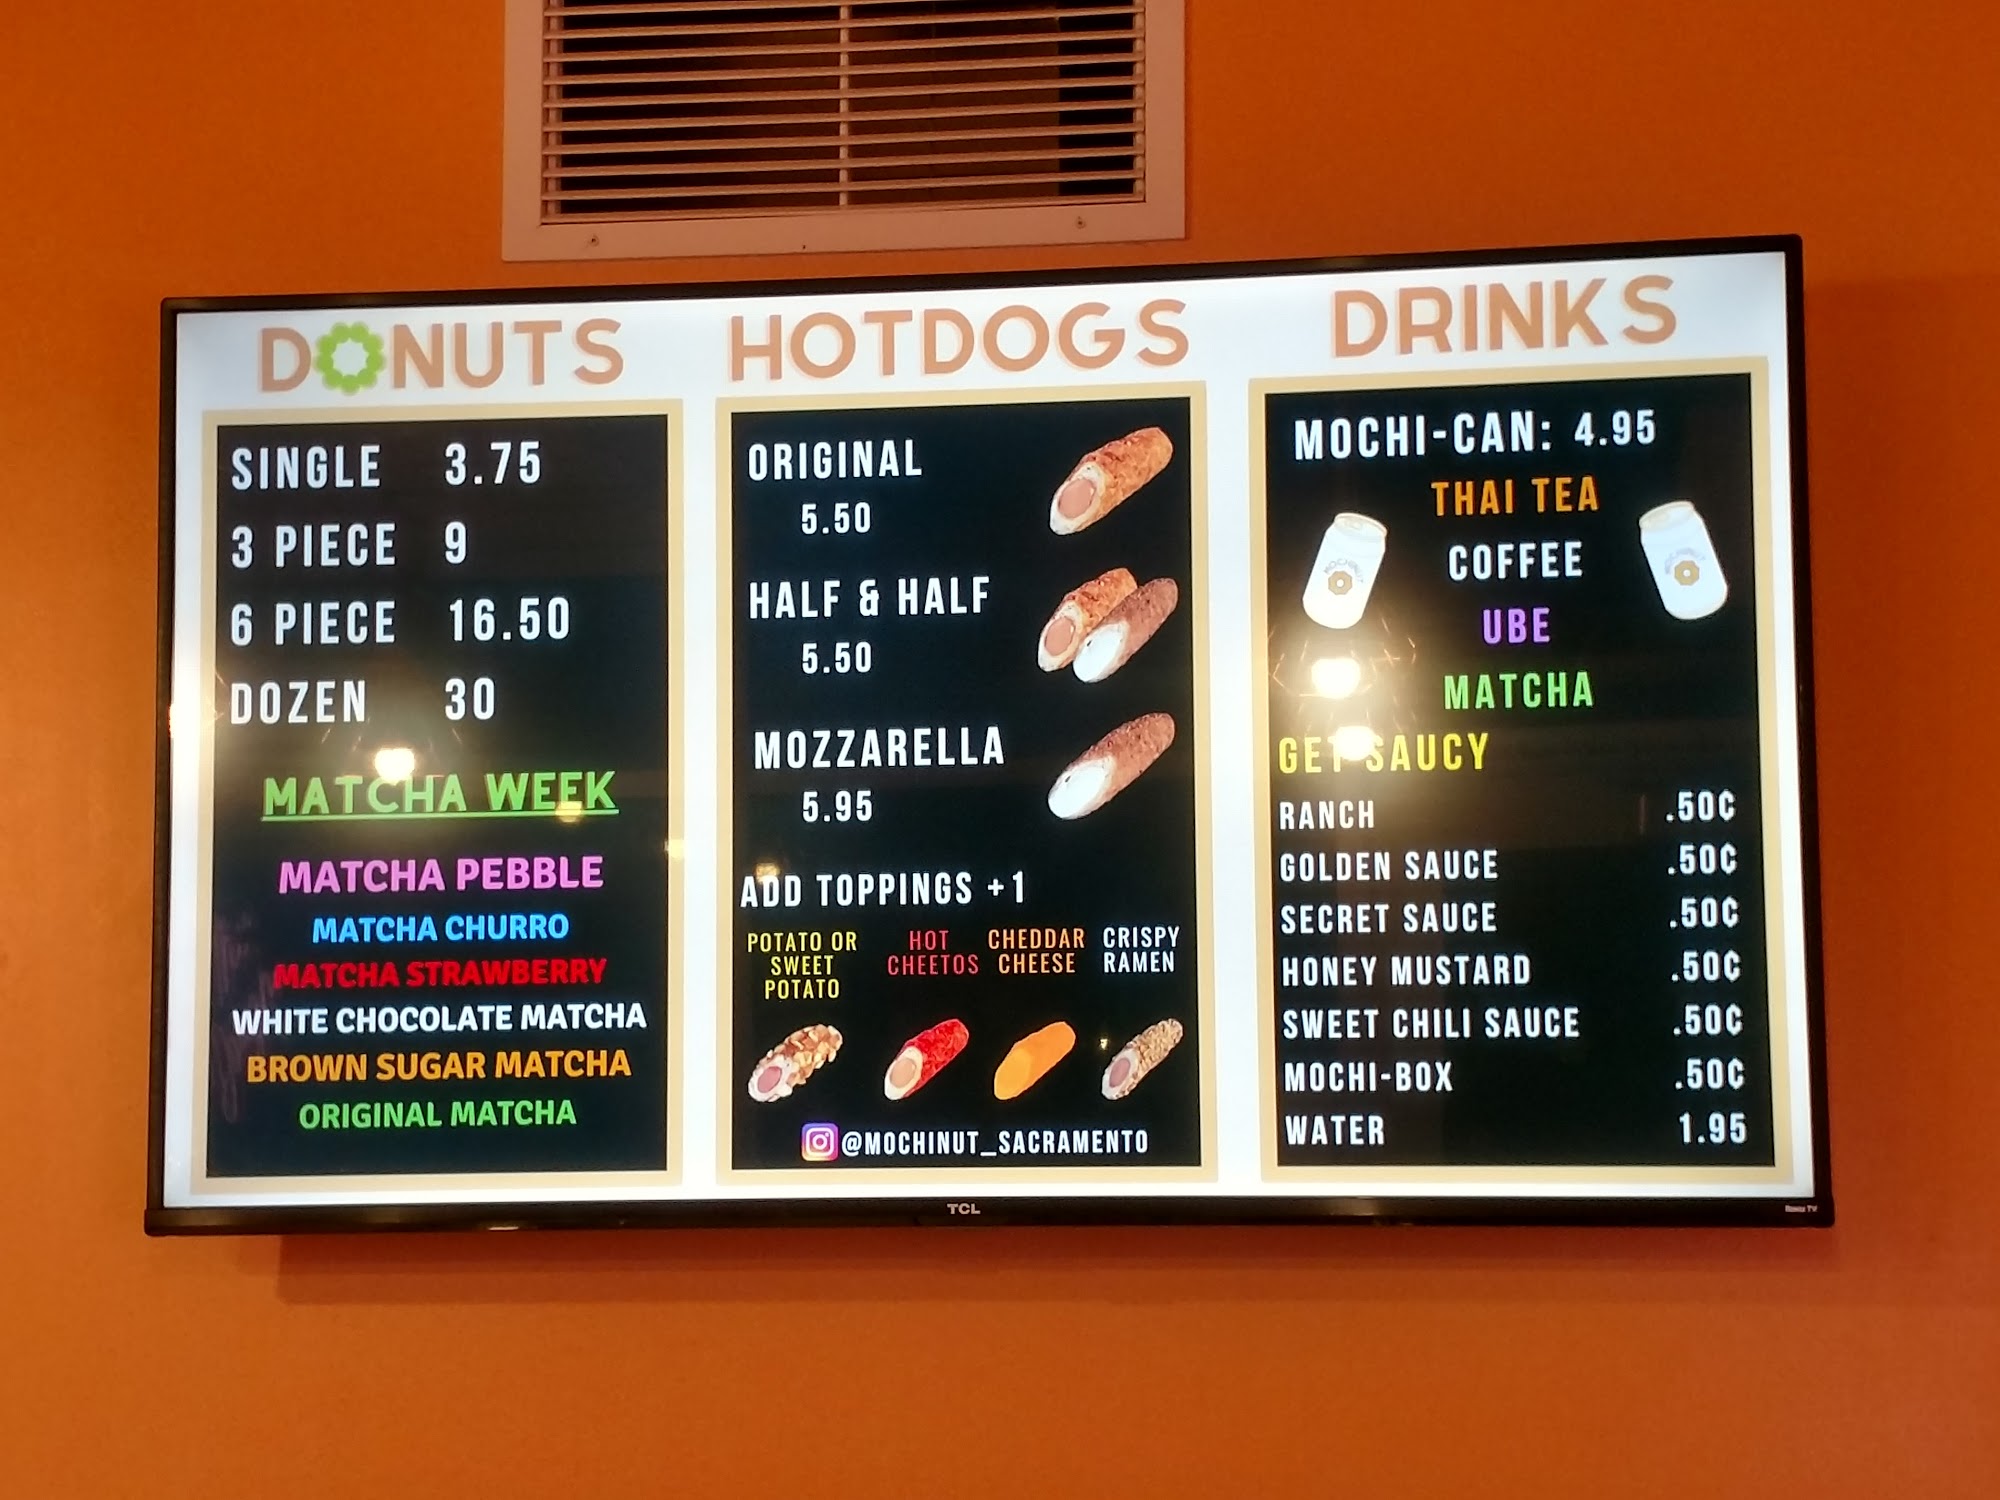 DONUTS
SINGLE 3.75
3 PIECE 9
6 PIECE 16.50
DOZEN 30
MATCHA WEEK
MATCHA PEBBLE
MATCHA CHURRO
MATCHA STRAWBERRY
WHITE CHOCOLATE MATCHA
BROWN SUGAR MATCHA
ORIGINAL MATCHA
HOTDOGS
ORIGINAL
5.50
HALF & HALF
5.50
MOZZARELLA
5.95
ADD TOPPINGS +1
POTATO OR
SWEET
POTATO
HOT
CHEETOS
CHEDDAR
CHEESE
CRISPY
RAMEN
@MOCHINUT_SACRAMENTO
DRINKS
MOCHI-CAN: 4.95
THAI TEA
COFFEE
UBE
MATCHA
MOCHINUT
MOCHINUT
GET SAUCY
RANCH .50¢
GOLDEN SAUCE .50¢
SECRET SAUCE .50¢
HONEY MUSTARD .50¢
SWEET CHILI SAUCE .50¢
MOCHI-BOX .50¢
WATER 1.95
TCL
Roku TV